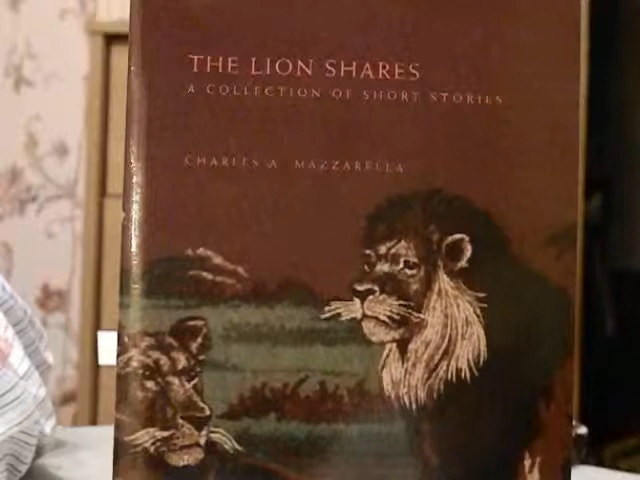 THE LION SHARES
A COLLECTION OF SHORT STORIES
CHARLES A. MAZZARELLA